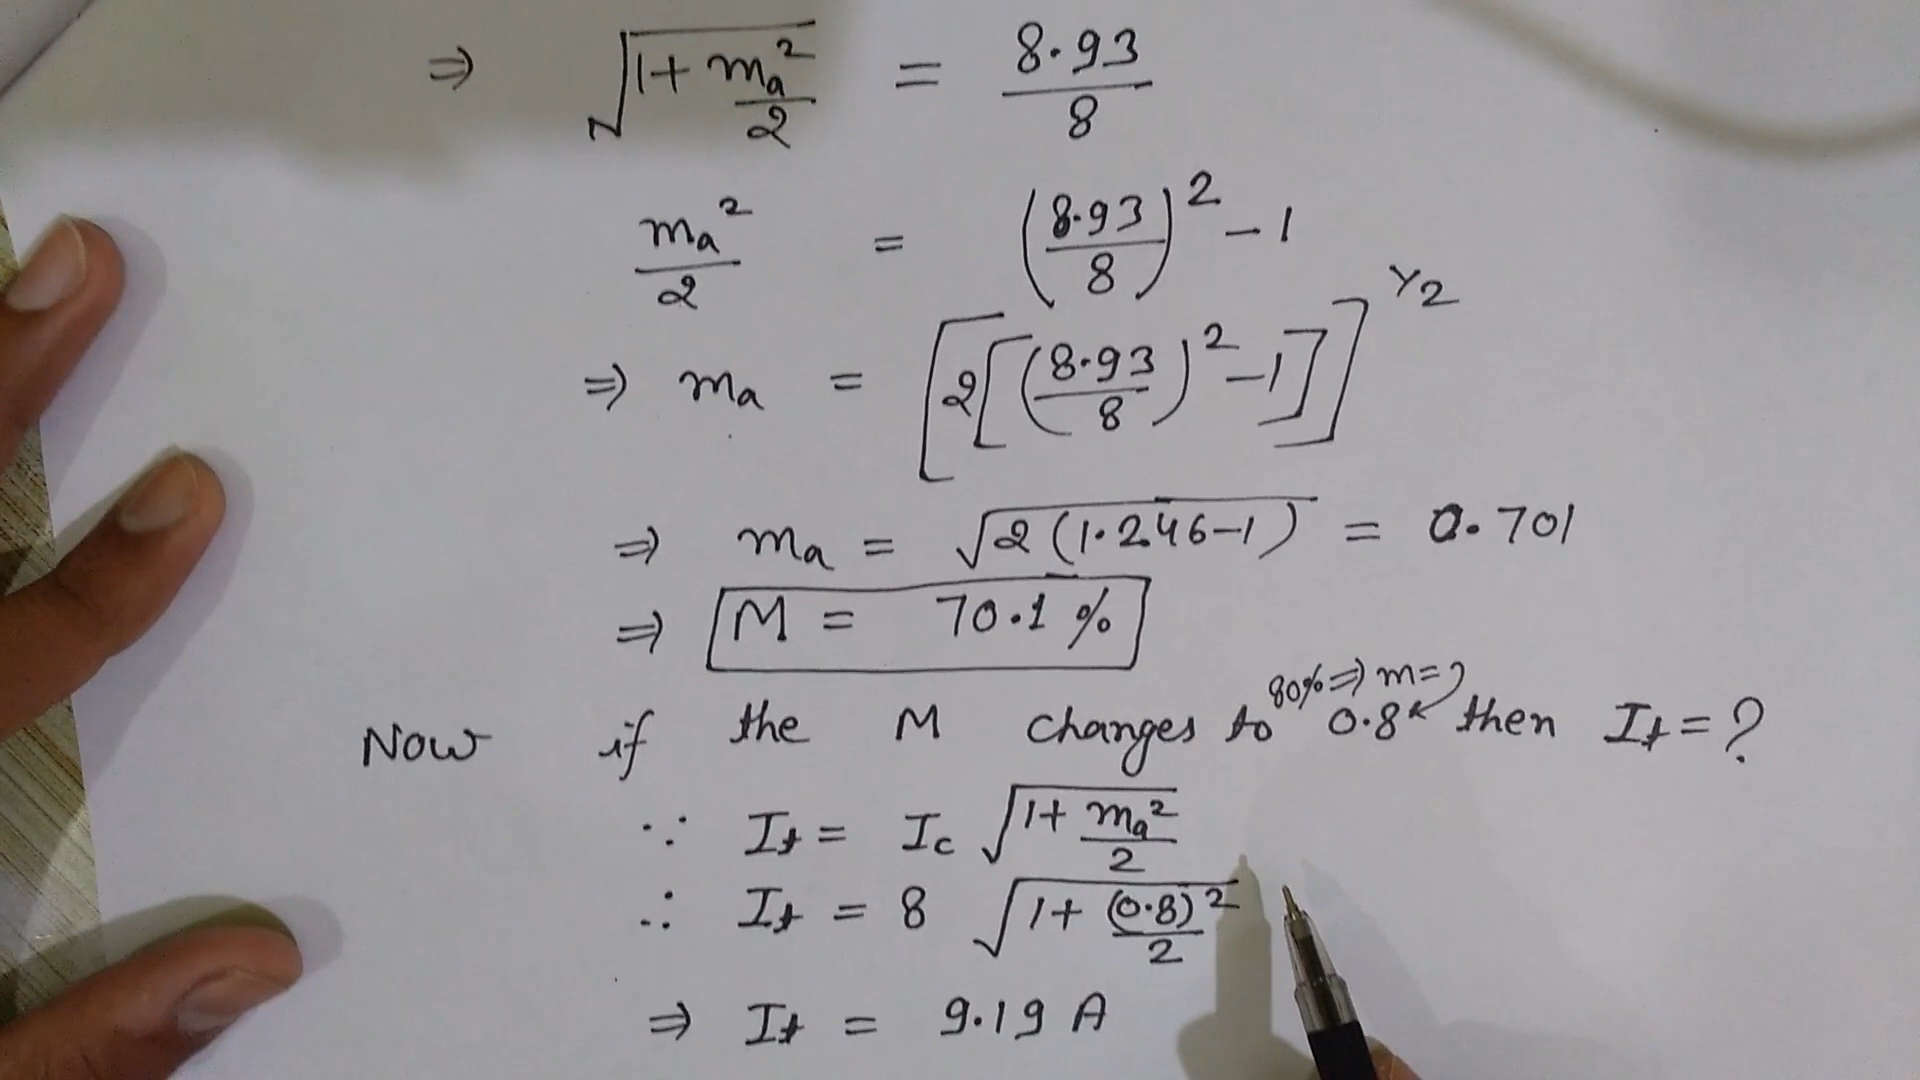 ⇒ √(1 + ma²/2) = 8.93/8
ma²/2 = (8.93/8)² - 1
⇒ ma = [2[(8.93/8)² - 1]]^1/2
⇒ ma = √(2(1.246-1)) = 0.701
⇒ M = 70.1 %
80% ⇒ m =
Now if the M changes to 0.8 then It = ?
∵ It = Ic √(1 + ma²/2)
∴ It = 8 √(1 + (0.8)²/2)
⇒ It = 9.19 A